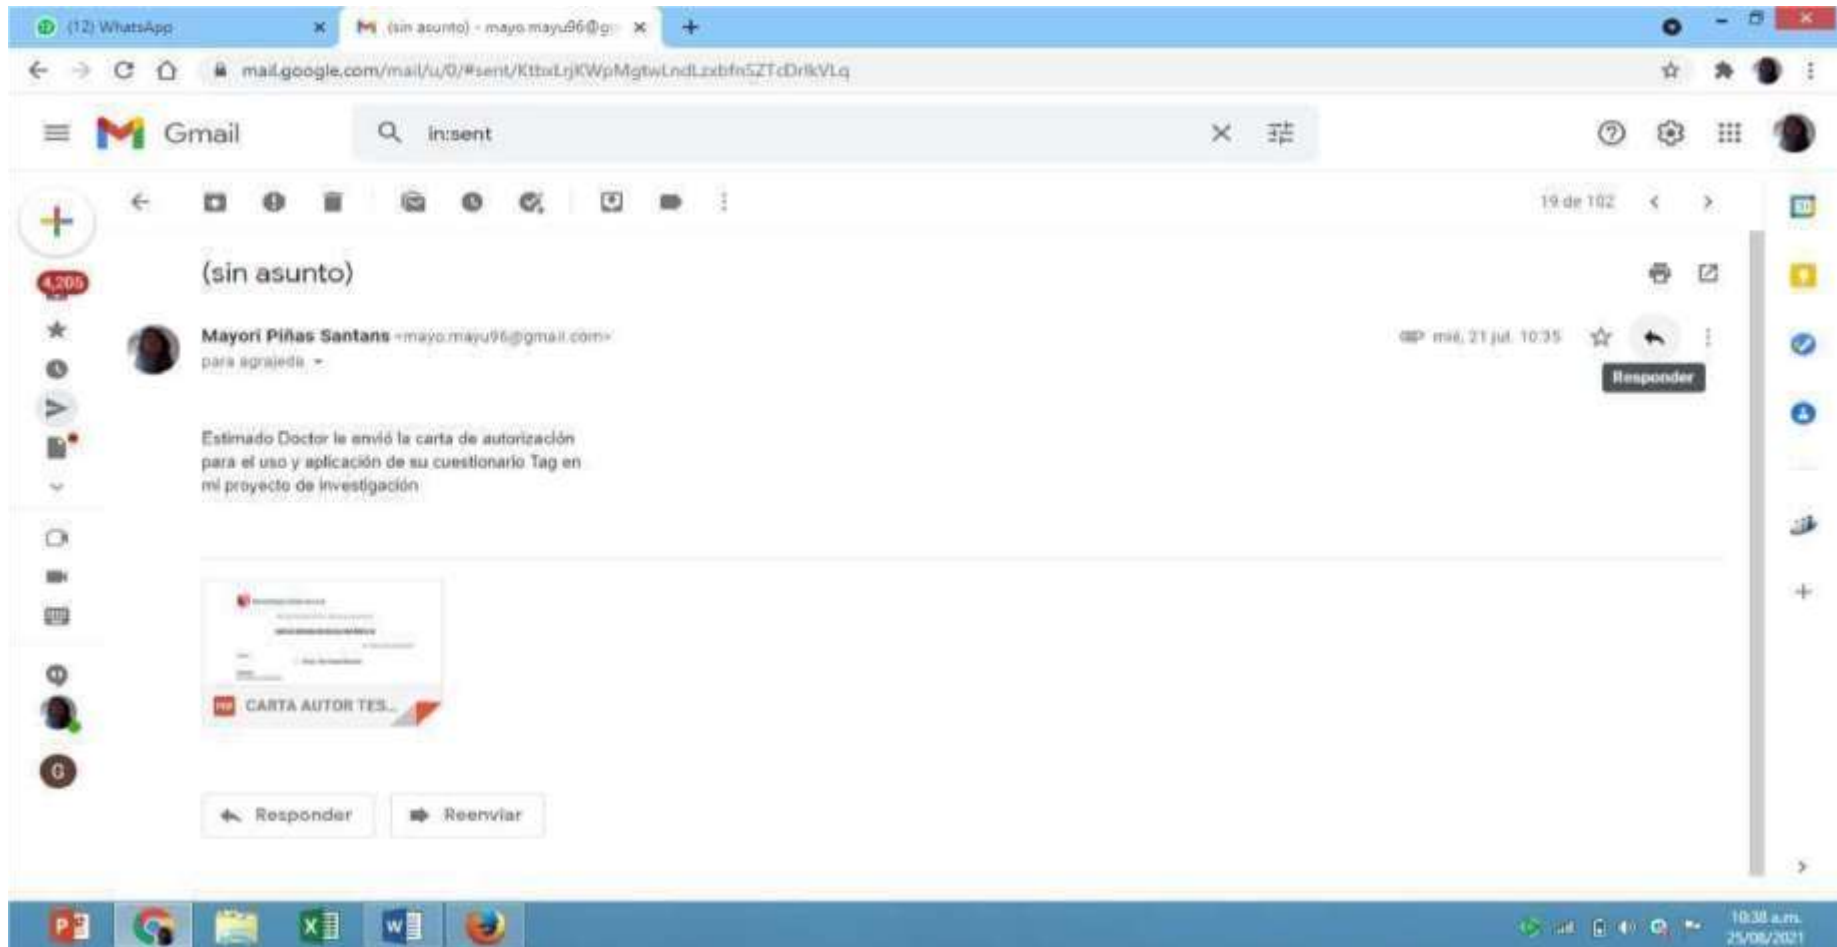 (12) WhatsApp
(sin asunto) - mayo.mayu96@g
mail.google.com/mail/u/0/#sent/
Gmail
in:sent
19 de 102
4,205
(sin asunto)
Mayori Piñas Santans <mayo.mayu96@gmail.com>
mié, 21 jul. 10:35
para agrajeda
Responder
Estimado Doctor le envió la carta de autorización
para el uso y aplicación de su cuestionario Tag en
mi proyecto de investigación
PDF CARTA AUTOR TES...
G
Responder
Reenviar
10:38 a.m.
25/08/2021